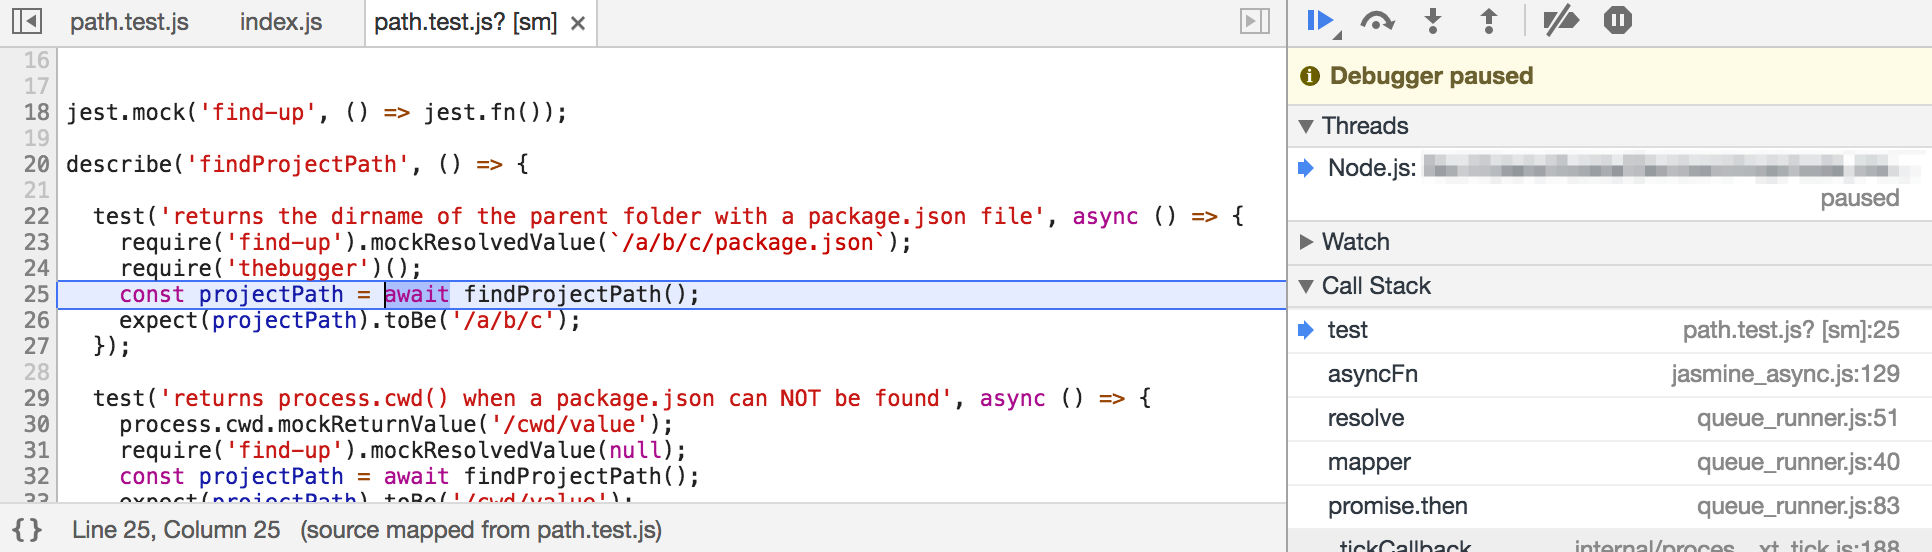 path.test.js index.js path.test.js? [sm] ×
16
17
18 jest.mock('find-up', () => jest.fn());
19
20 describe('findProjectPath', () => {
21
22 test('returns the dirname of the parent folder with a package.json file', async () => {
23 require('find-up').mockResolvedValue(`/a/b/c/package.json`);
24 require('thebugger')();
25 const projectPath = await findProjectPath();
26 expect(projectPath).toBe('/a/b/c');
27 });
28
29 test('returns process.cwd() when a package.json can NOT be found', async () => {
30 process.cwd.mockReturnValue('/cwd/value');
31 require('find-up').mockResolvedValue(null);
32 const projectPath = await findProjectPath();
33 expect(projectPath).toBe('/cwd/value');
{} Line 25, Column 25 (source mapped from path.test.js)
Debugger paused
Threads
Node.js:
paused
Watch
Call Stack
test path.test.js? [sm]:25
asyncFn jasmine_async.js:129
resolve queue_runner.js:51
mapper queue_runner.js:40
promise.then queue_runner.js:83
_tickCallback internal/proces…xt_tick.js:188